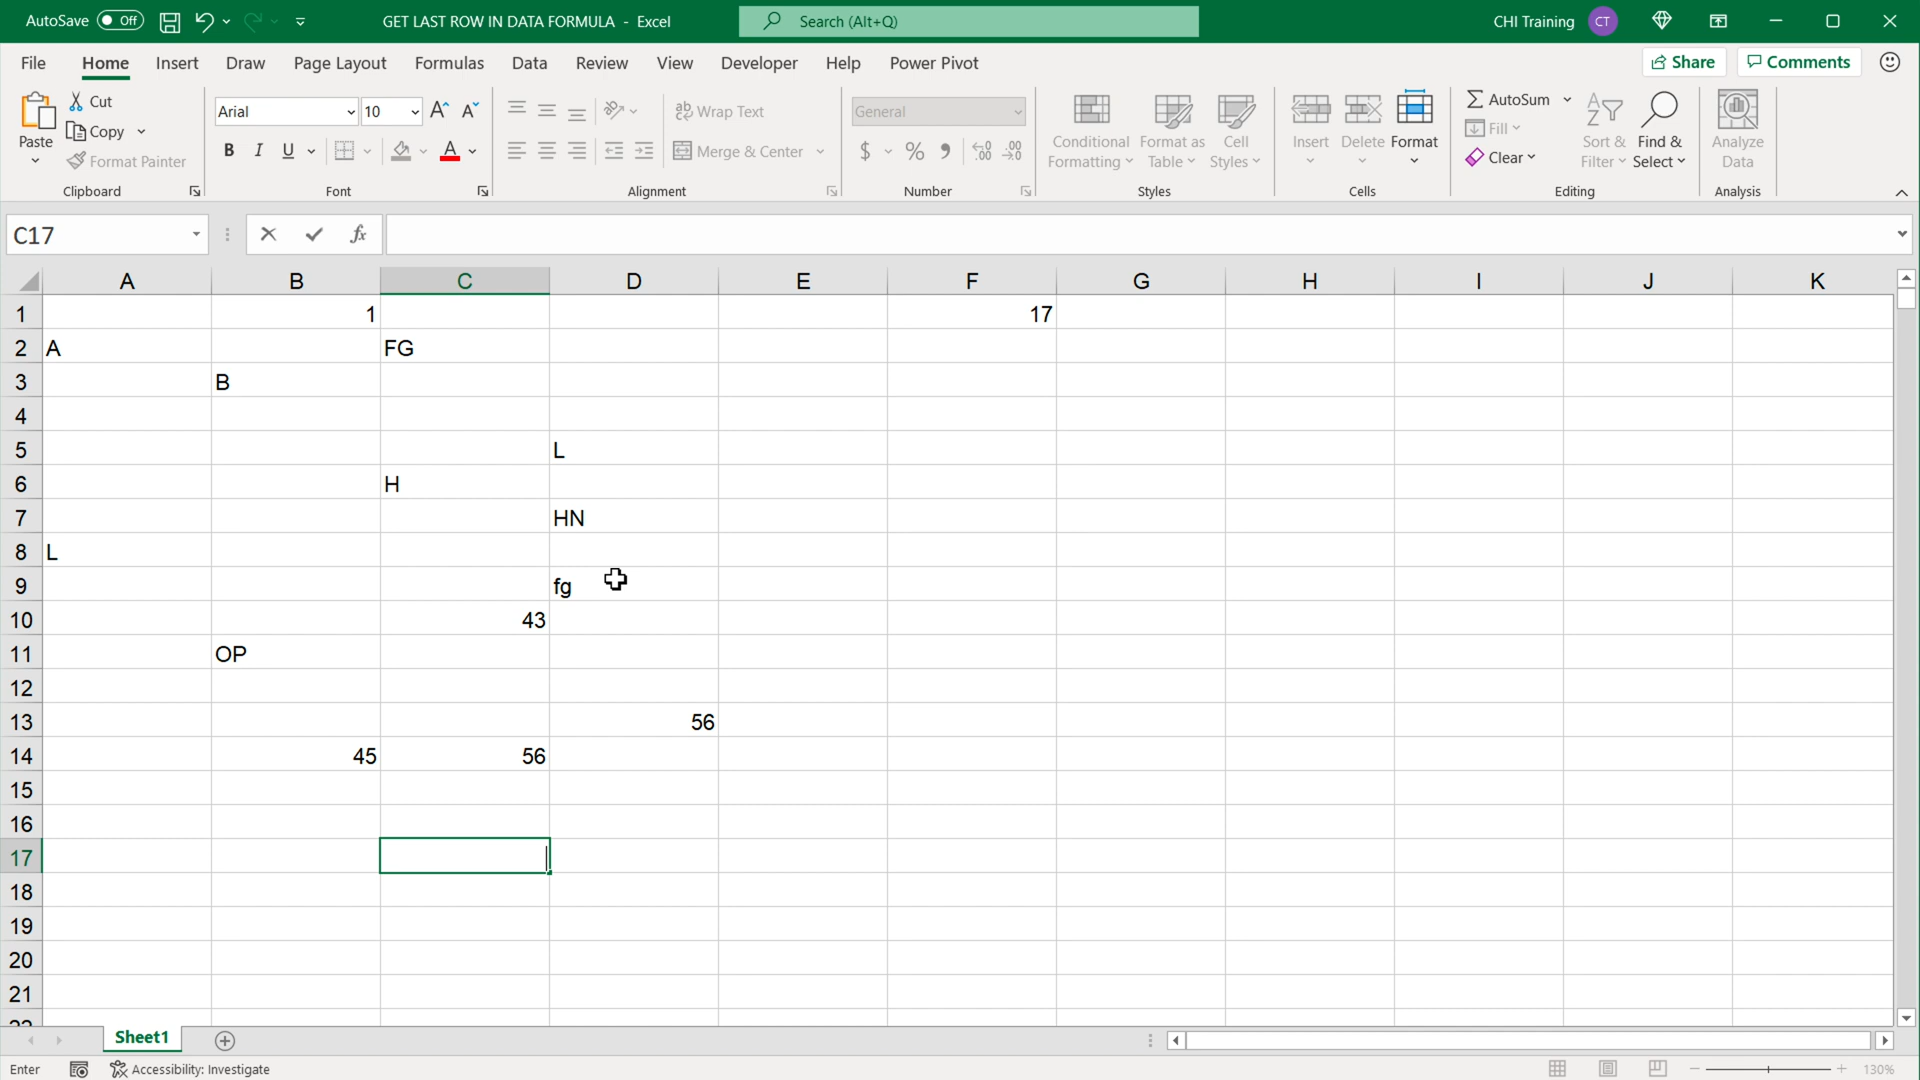 AutoSave Off GET LAST ROW IN DATA FORMULA - Excel Search (Alt+Q) CHI Training CT
File Home Insert Draw Page Layout Formulas Data Review View Developer Help Power Pivot Share Comments
Paste Cut Copy Format Painter Clipboard
Arial 10 A A B I U A Font
ab Wrap Text Merge & Center Alignment
General $ % 9 Number
Conditional Formatting Format as Table Cell Styles Styles
Insert Delete Format Cells
AutoSum Fill Clear Sort & Filter Find & Select Editing
Analyze Data Analysis
C17 fx
A B C D E F G H I J K
1 1 17
2 A FG
3 B
4
5 L
6 H
7 HN
8 L
9 fg
10 43
11 OP
12
13 56
14 45 56
15
16
17
18
19
20
21
22
Sheet1
Enter Accessibility: Investigate 130%